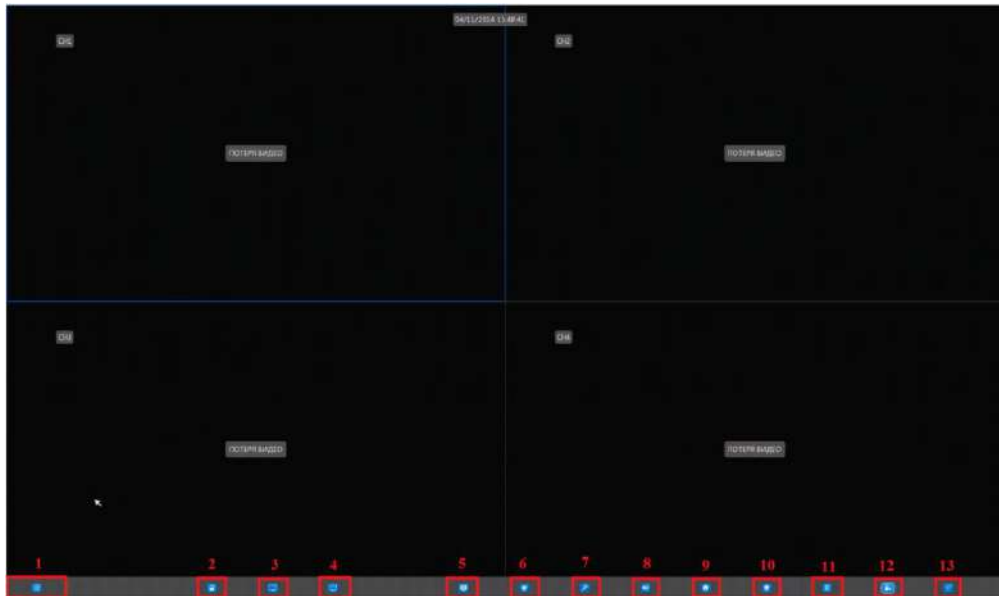 04/11/2014 13:48:41
CH1
CH2
ПОТЕРЯ ВИДЕО
ПОТЕРЯ ВИДЕО
CH3
CH4
ПОТЕРЯ ВИДЕО
ПОТЕРЯ ВИДЕО
1 2 3 4 5 6 7 8 9 10 11 12 13